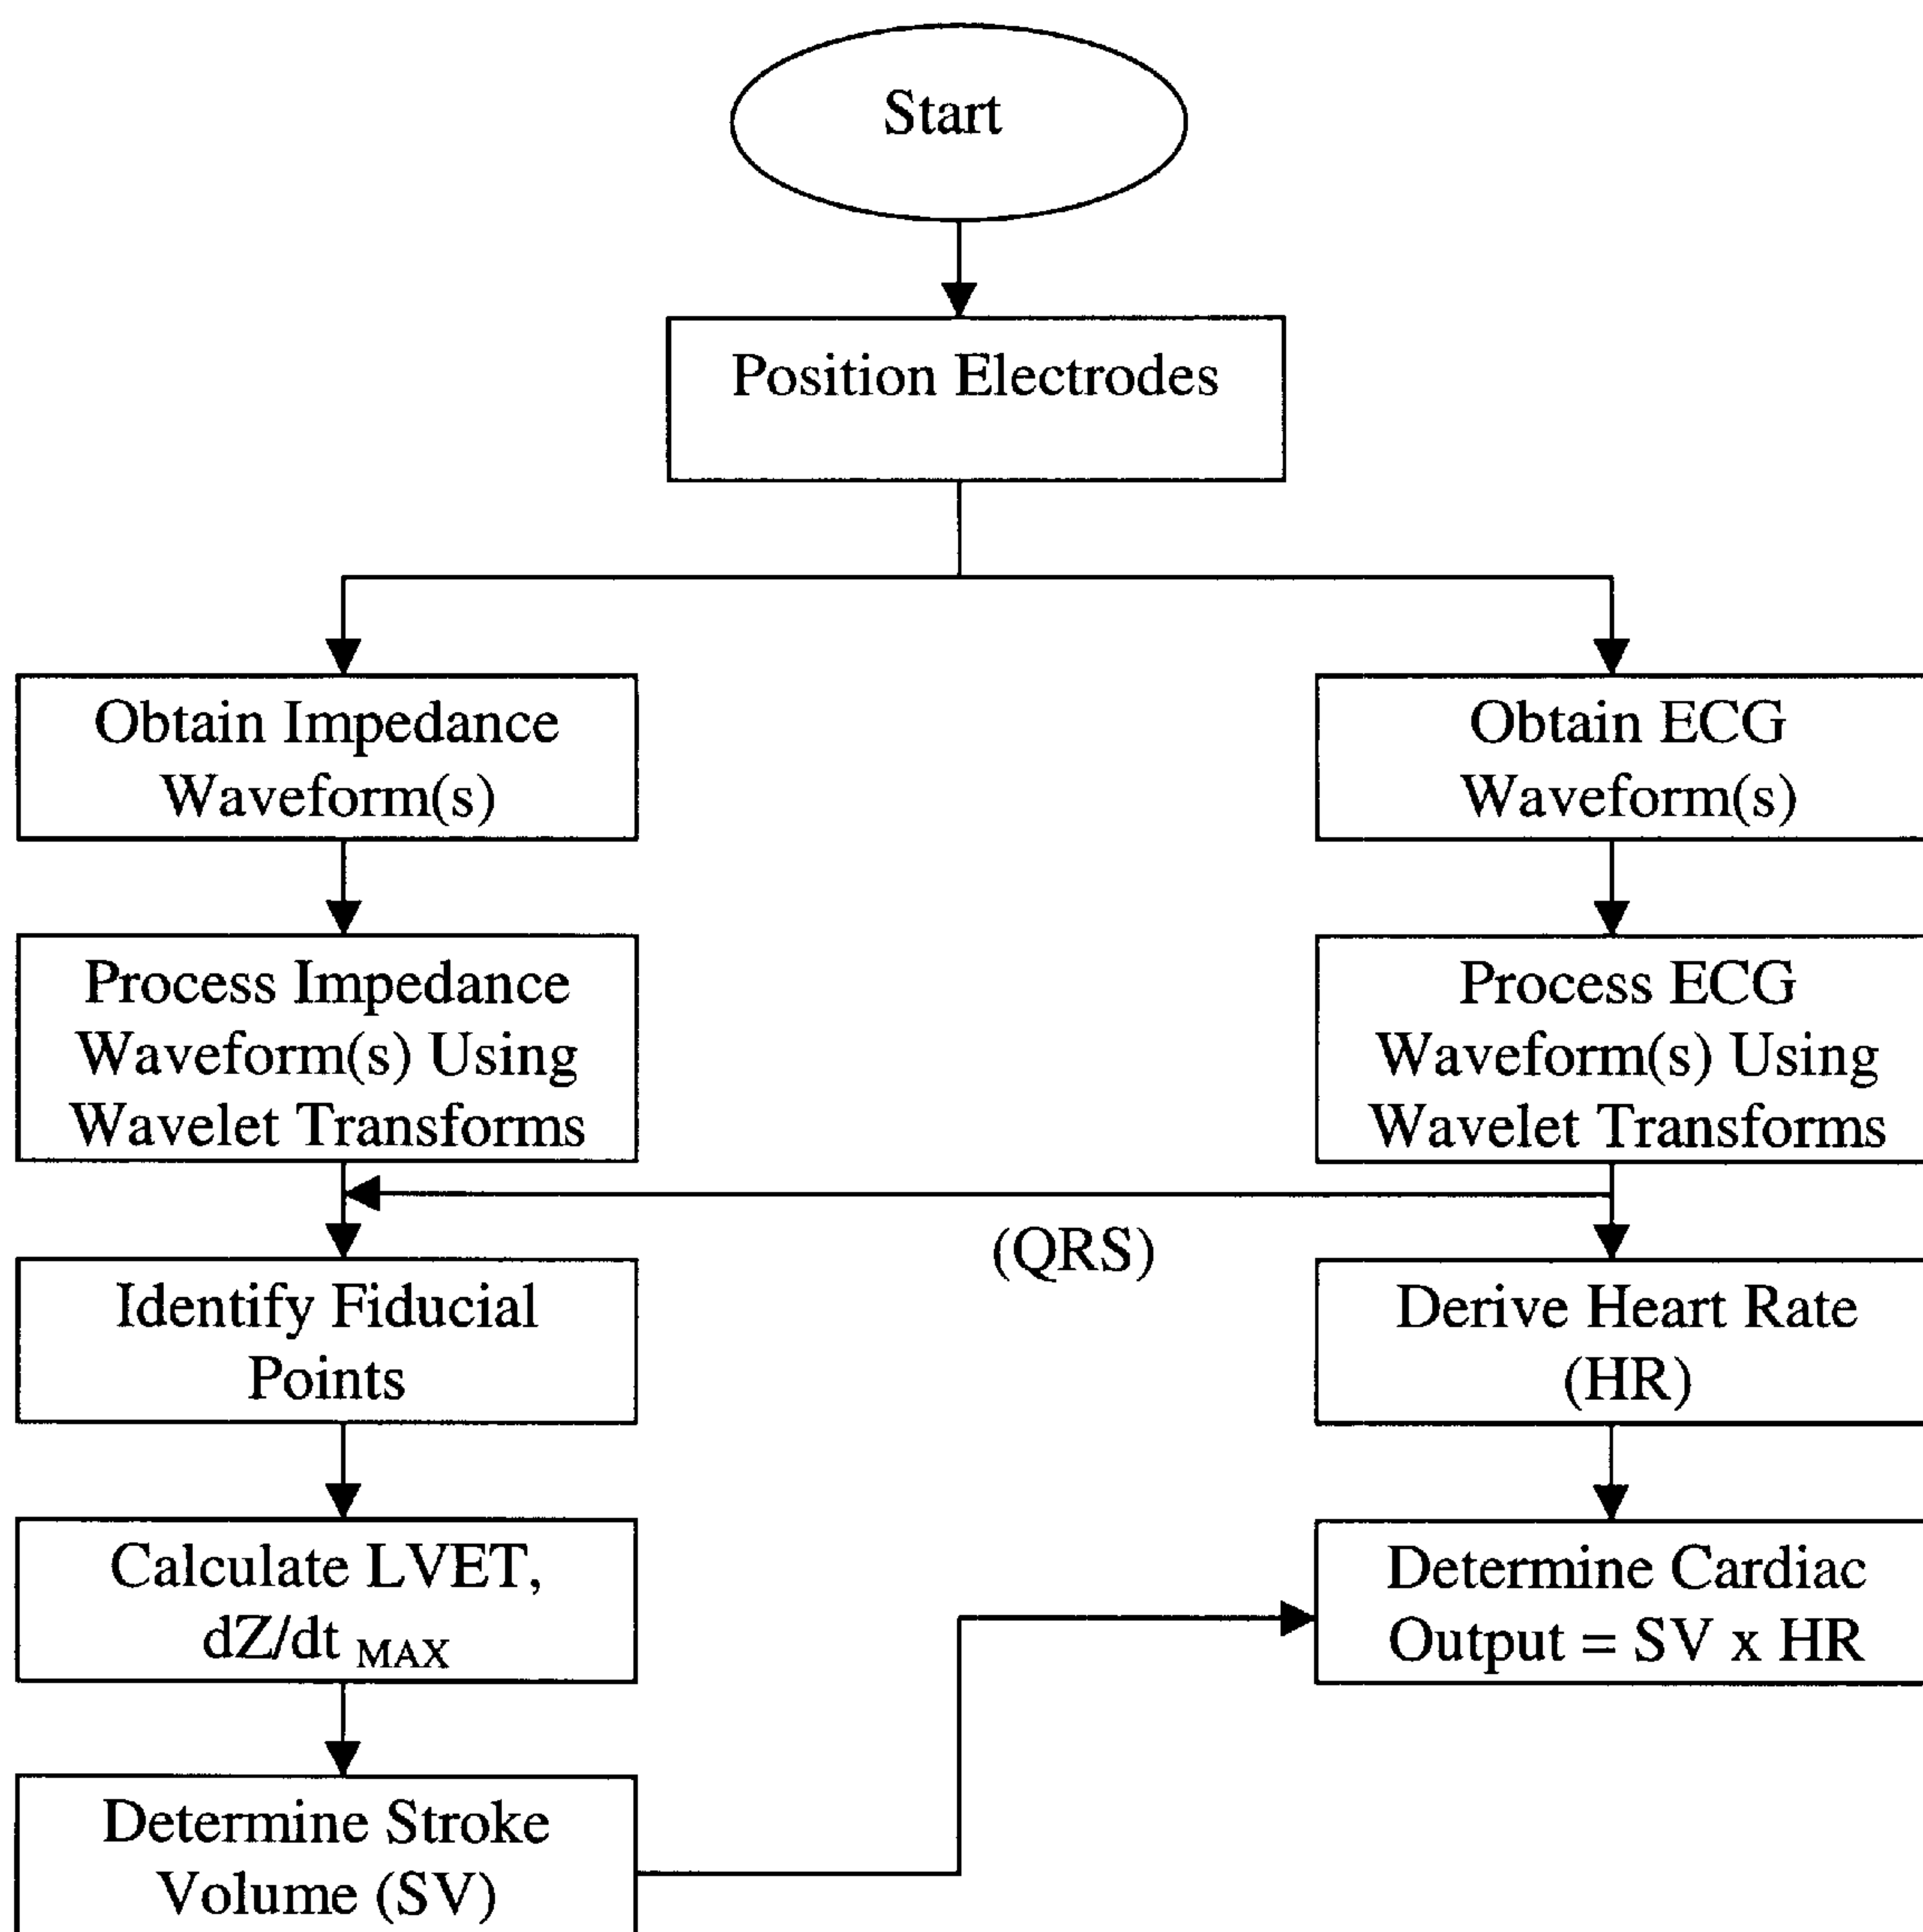 Start
Position Electrodes
Obtain Impedance
Waveform(s)
Obtain ECG
Waveform(s)
Process Impedance
Waveform(s) Using
Wavelet Transforms
Process ECG
Waveform(s) Using
Wavelet Transforms
(QRS)
Identify Fiducial
Points
Derive Heart Rate
(HR)
Calculate LVET,
dZ/dt MAX
Determine Cardiac
Output = SV x HR
Determine Stroke
Volume (SV)